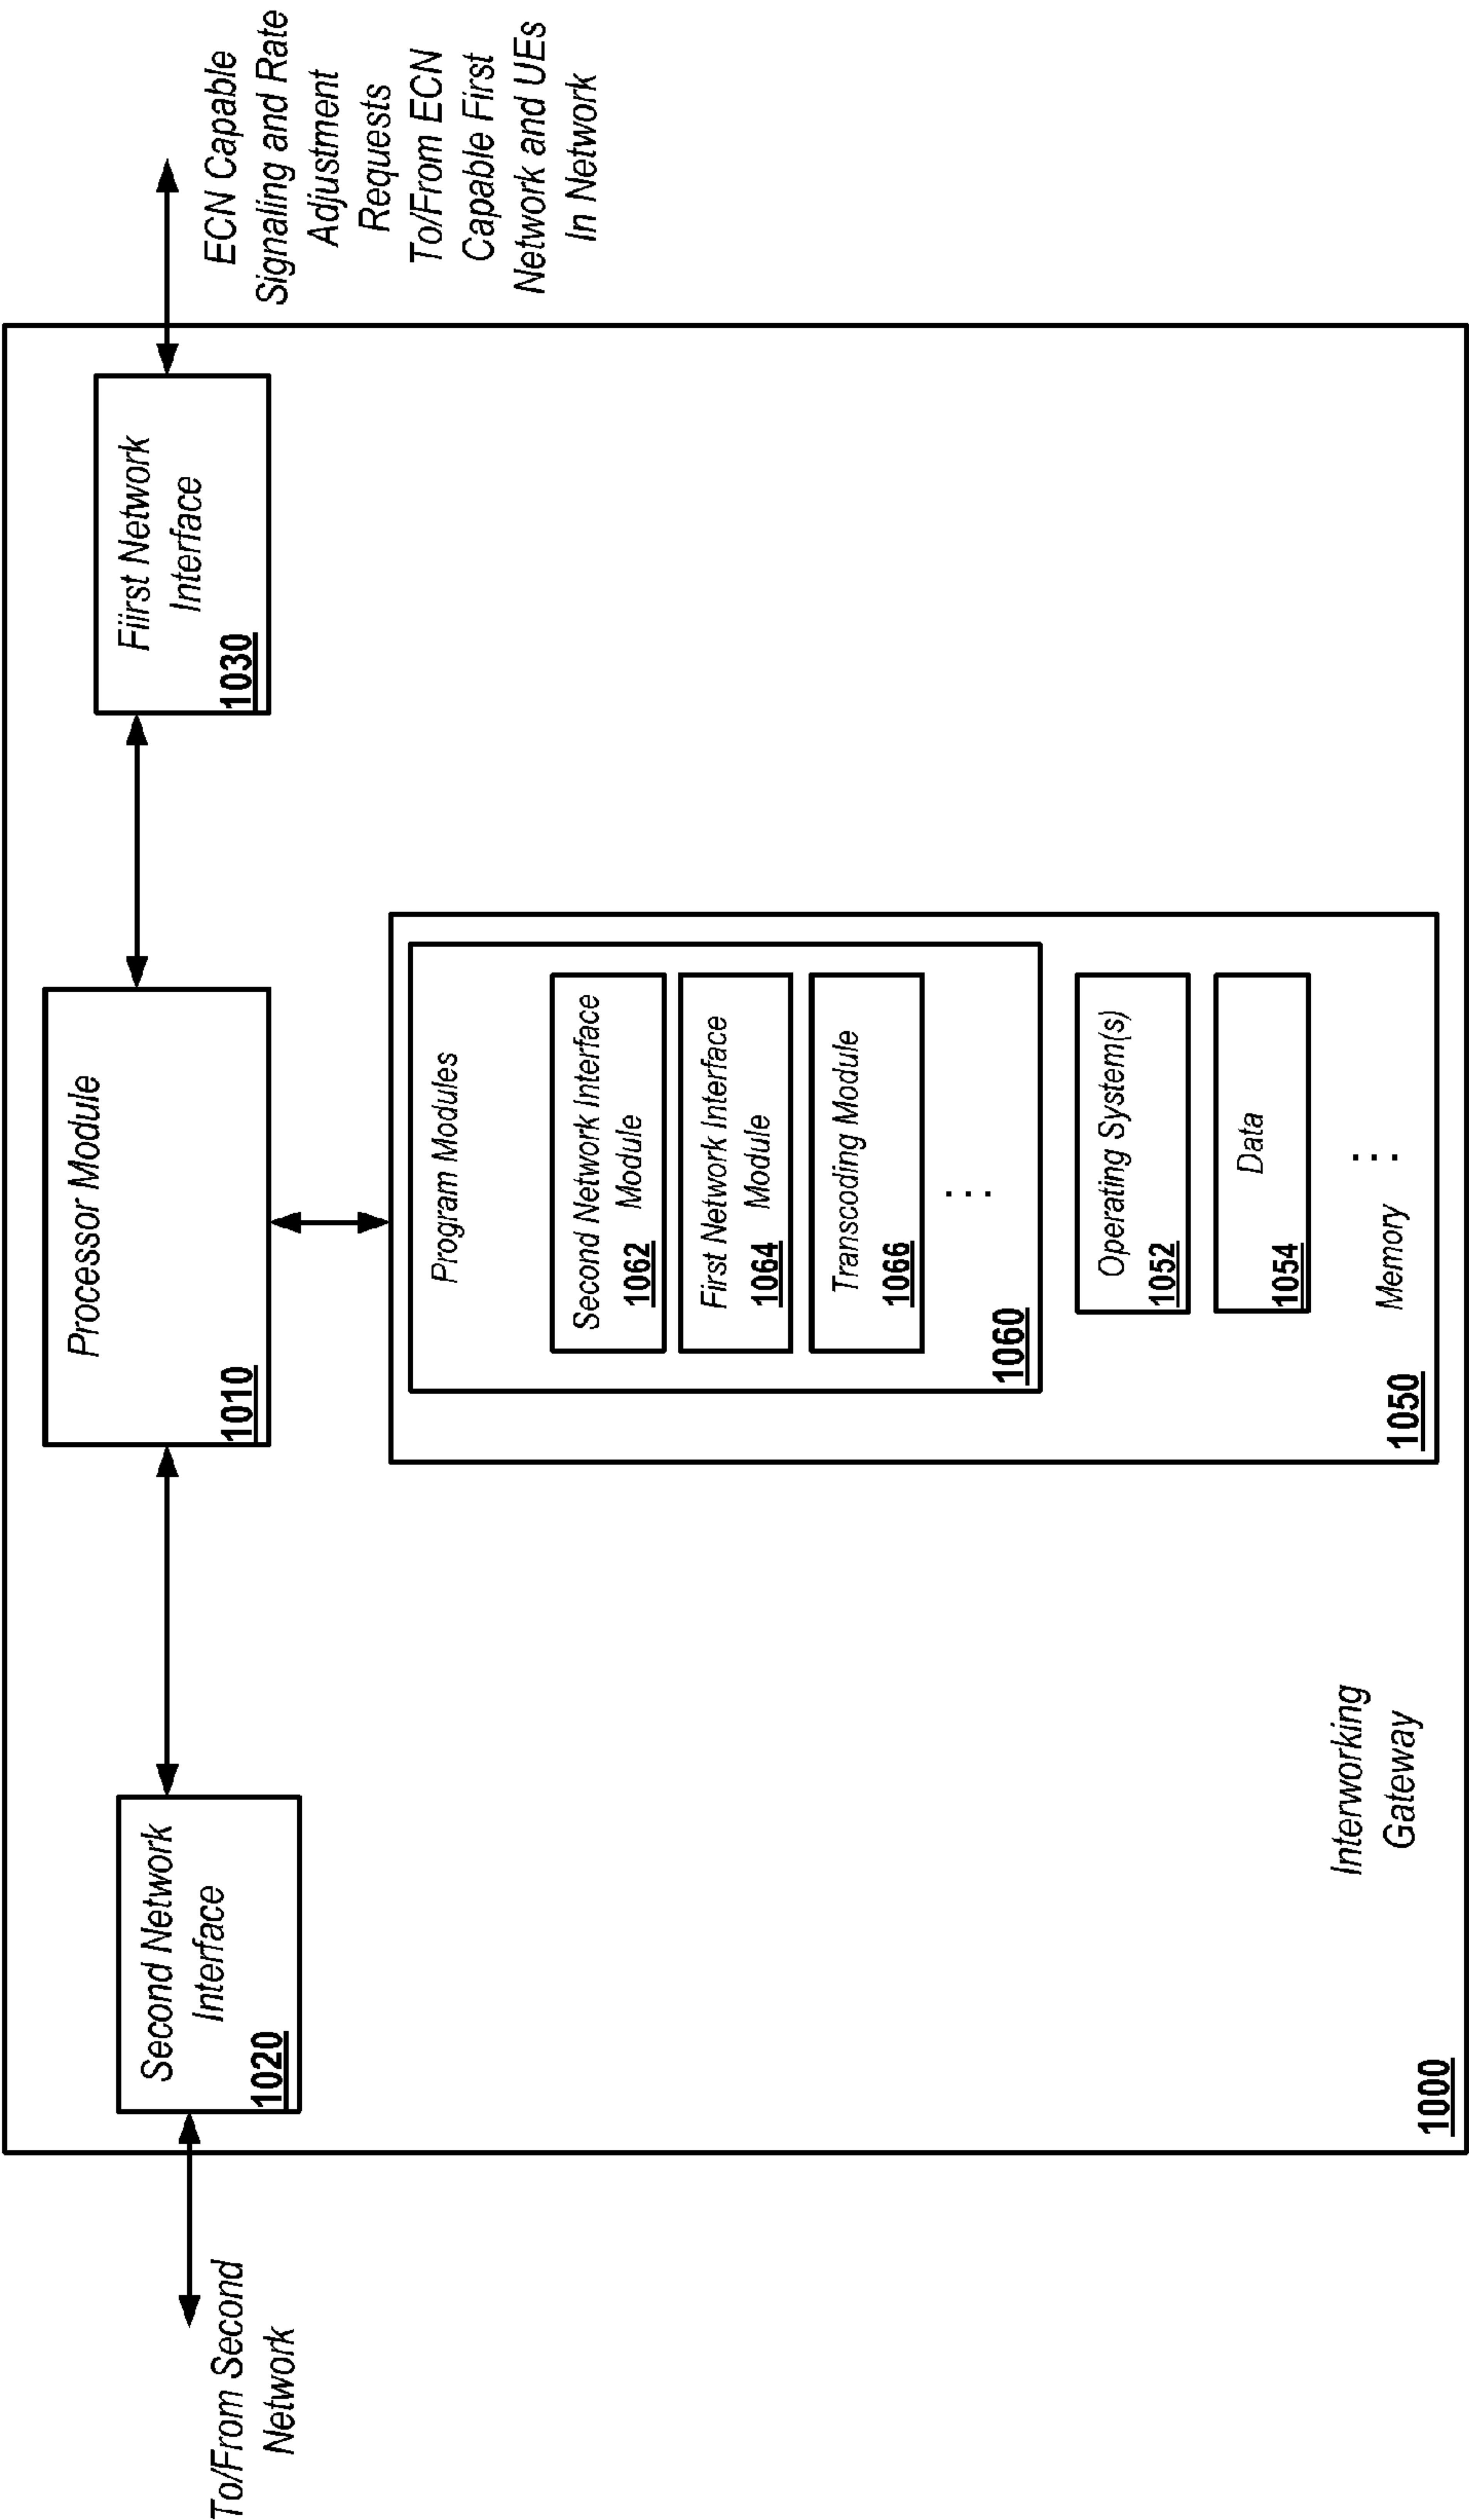 To/From Second
Network
Second Network
Interface
1020
Processor Module
1010
Fiirst Network
Interface
1030
ECN Capable
Signaling and Rate
Adjustment
Requests
To/From ECN
Capable First
Network and UEs
In Network
Program Modules
Second Network Interface
Module
1062
First Network Interface
Module
1064
Transcoding Module
1066
⋮
1060
Operating System(s)
1052
Data
1054
⋮
Memory
1050
Interworking
Gateway
1000